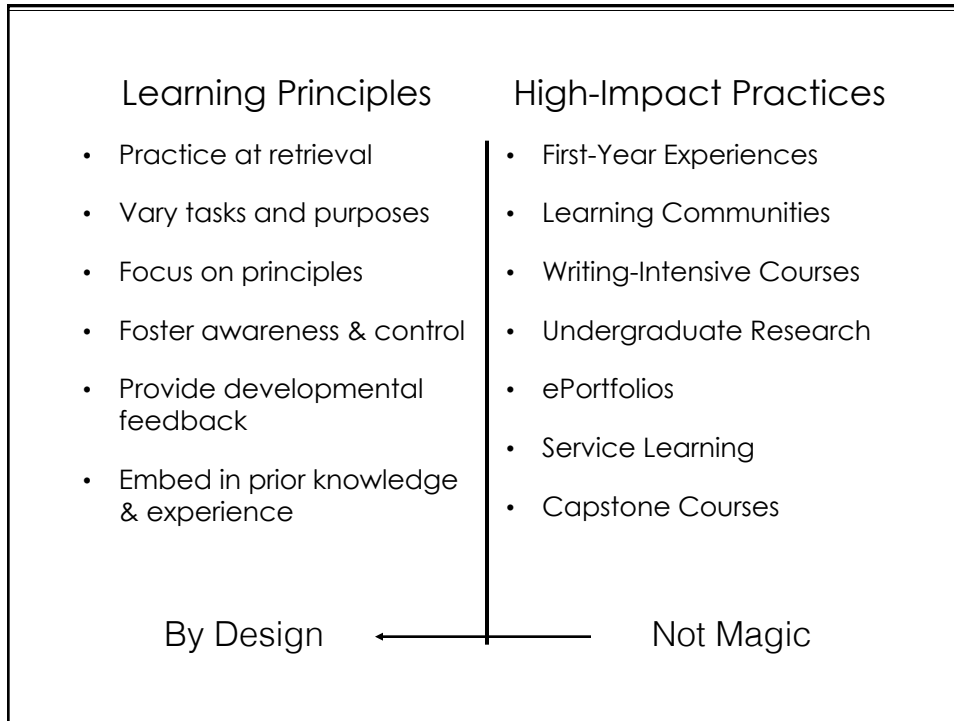 Learning Principles
• Practice at retrieval
• Vary tasks and purposes
• Focus on principles
• Foster awareness & control
• Provide developmental
feedback
• Embed in prior knowledge
& experience
High-Impact Practices
• First-Year Experiences
• Learning Communities
• Writing-Intensive Courses
• Undergraduate Research
• ePortfolios
• Service Learning
• Capstone Courses
By Design
Not Magic